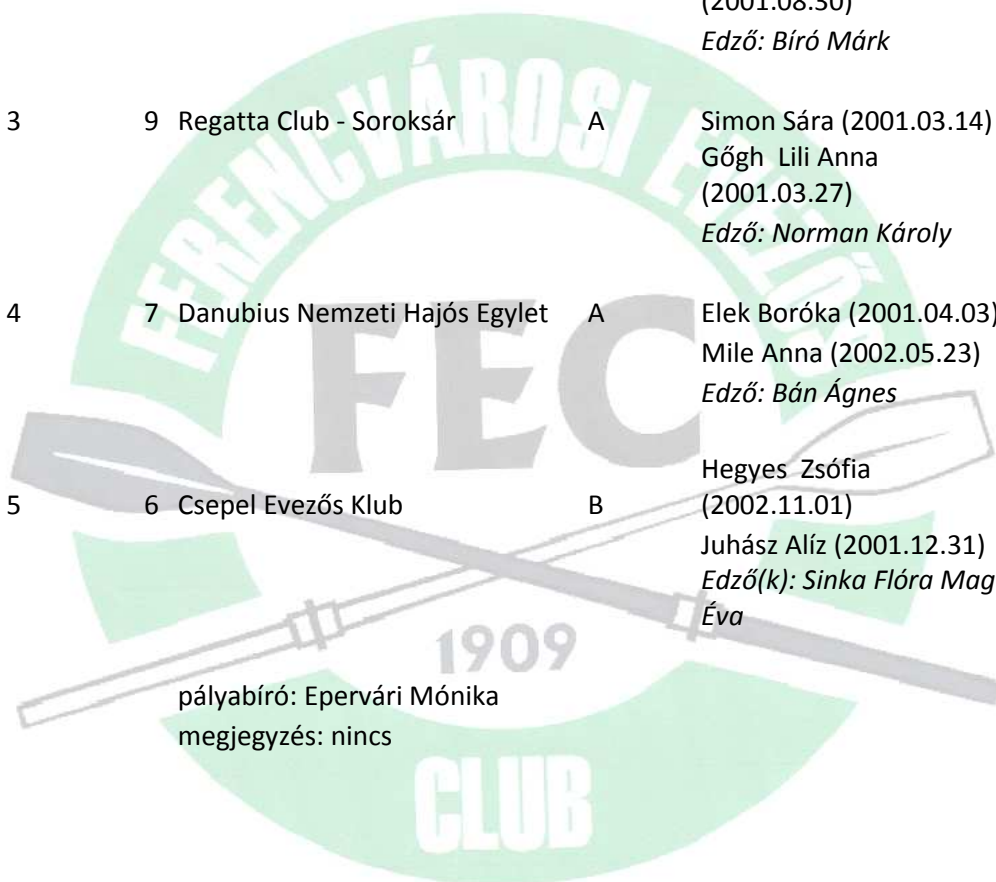 (2001.08.30)
Edző: Bíró Márk
3 9 Regatta Club - Soroksár A Simon Sára (2001.03.14)
Gőgh Lili Anna
(2001.03.27)
Edző: Norman Károly
4 7 Danubius Nemzeti Hajós Egylet A Elek Boróka (2001.04.03)
Mile Anna (2002.05.23)
Edző: Bán Ágnes
Hegyes Zsófia
5 6 Csepel Evezős Klub B (2002.11.01)
Juhász Alíz (2001.12.31)
Edző(k): Sinka Flóra Mag
Éva
pályabíró: Epervári Mónika
megjegyzés: nincs
FERENCVÁROSI EVEZŐS
FEC
1909
CLUB